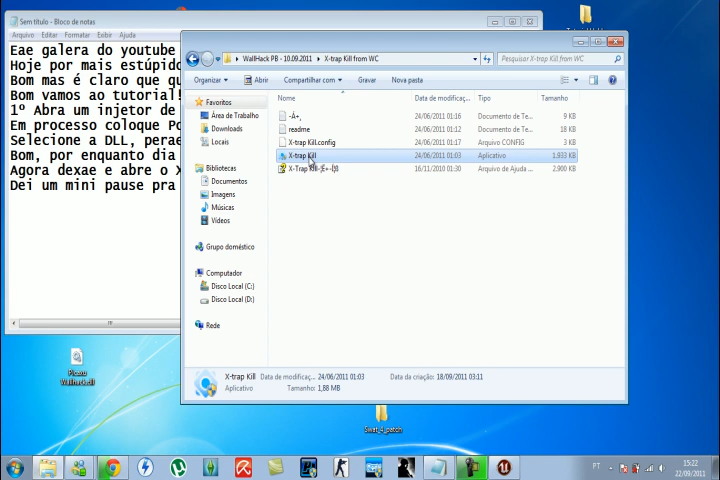 Sem título - Bloco de notas
Arquivo Editar Formatar Exibir Ajuda
Eae galera do youtube
Hoje por mais estúpido
Bom mas é claro que qu
Bom vamos ao tutorial!
1º Abra um injetor de
Em processo coloque Po
Selecione a DLL, perae
Bom, por enquanto dia
Agora dexae e abre o X
Dei um mini pause pra
WallHack PB - 10.09.2011 X-trap Kill from WC
Pesquisar X-trap Kill from WC
Organizar Abrir Compartilhar com Gravar Nova pasta
Nome Data de modificaç... Tipo Tamanho
24/06/2011 01:16 Documento de Te... 9 KB
readme 24/06/2011 01:12 Documento de Te... 18 KB
X-trap Kill.config 24/06/2011 01:17 Arquivo CONFIG 3 KB
X-trap Kill 24/06/2011 01:03 Aplicativo 1.933 KB
16/11/2010 01:30 Arquivo de Ajuda ... 2.900 KB
Favoritos
Área de Trabalho
Downloads
Locais
Bibliotecas
Documentos
Imagens
Músicas
Vídeos
Grupo doméstico
Computador
Disco Local (C:)
Disco Local (D:)
Rede
X-trap Kill Data de modificaç... 24/06/2011 01:03 Data da criação: 18/09/2011 03:11
Aplicativo Tamanho: 1,88 MB
Wallhack.dll
Swat_4_patch
PT
15:22
22/09/2011